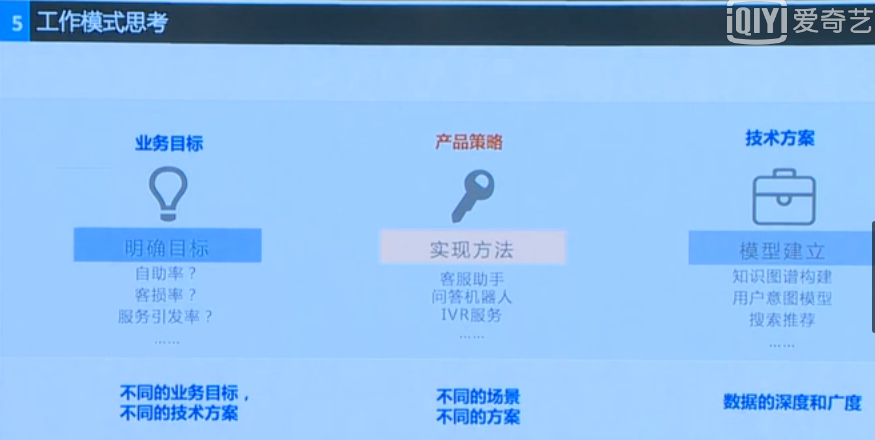 5 工作模式思考
iQIYI 爱奇艺
业务目标
产品策略
技术方案
明确目标
实现方法
模型建立
自助率？
客损率？
服务引发率？
……
客服助手
问答机器人
IVR服务
……
知识图谱构建
用户意图模型
搜索推荐
……
不同的业务目标，
不同的技术方案
不同的场景
不同的方案
数据的深度和广度